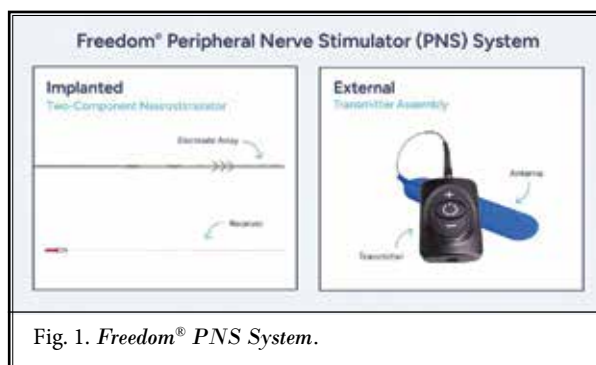 Freedom® Peripheral Nerve Stimulator (PNS) System
Implanted
Two-Component Neurostimulator
Electrode Array
Receiver
External
Transmitter Assembly
Antenna
Transmitter
Fig. 1. Freedom® PNS System.